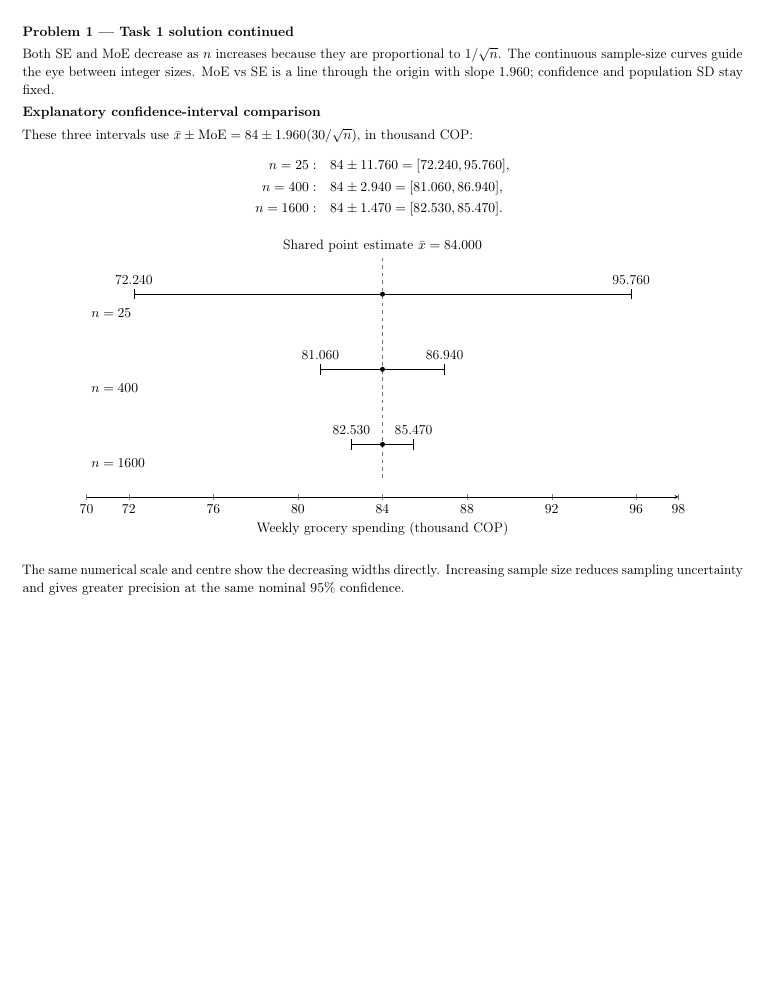 Problem 1 — Task 1 solution continued
Both SE and MoE decrease as n increases because they are proportional to 1/√n. The continuous sample-size curves guide
the eye between integer sizes. MoE vs SE is a line through the origin with slope 1.960; confidence and population SD stay
fixed.
Explanatory confidence-interval comparison
These three intervals use x̄ ± MoE = 84 ± 1.960(30/√n), in thousand COP:
n = 25 : 84 ± 11.760 = [72.240, 95.760],
n = 400 : 84 ± 2.940 = [81.060, 86.940],
n = 1600 : 84 ± 1.470 = [82.530, 85.470].
Shared point estimate x̄ = 84.000
72.240 95.760
n = 25
81.060 86.940
n = 400
82.530 85.470
n = 1600
70 72 76 80 84 88 92 96 98
Weekly grocery spending (thousand COP)
The same numerical scale and centre show the decreasing widths directly. Increasing sample size reduces sampling uncertainty
and gives greater precision at the same nominal 95% confidence.